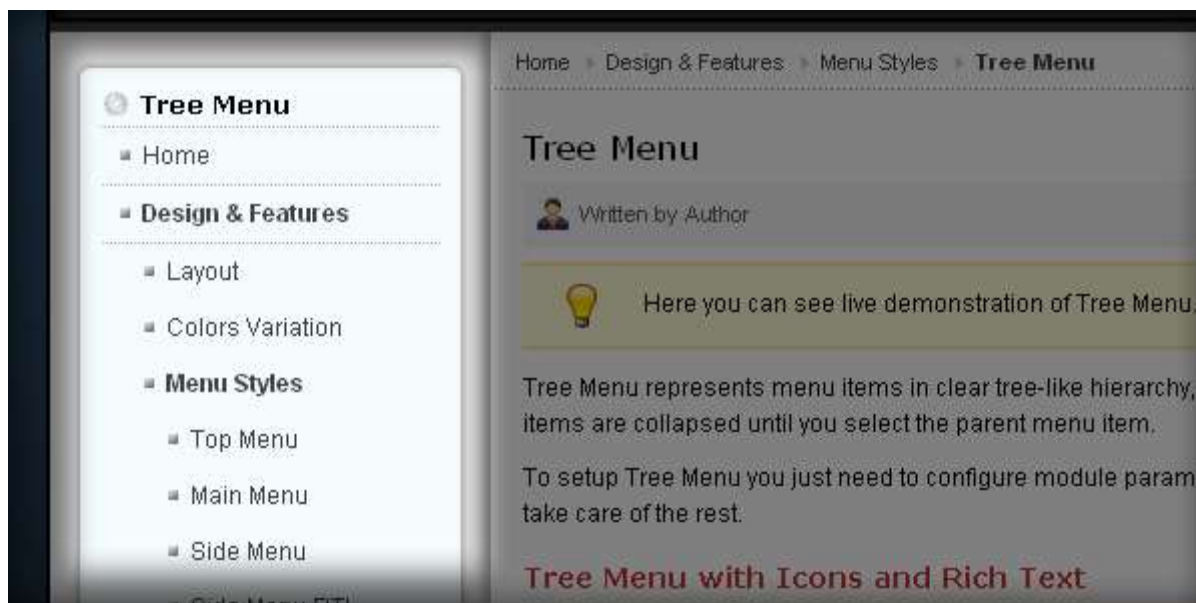 Tree Menu
Home
Design & Features
Layout
Colors Variation
Menu Styles
Top Menu
Main Menu
Side Menu
Side Menu RTL
Home Design & Features Menu Styles Tree Menu
Tree Menu
Written by Author
Here you can see live demonstration of Tree Menu.
Tree Menu represents menu items in clear tree-like hierarchy,
items are collapsed until you select the parent menu item.
To setup Tree Menu you just need to configure module param
take care of the rest.
Tree Menu with Icons and Rich Text